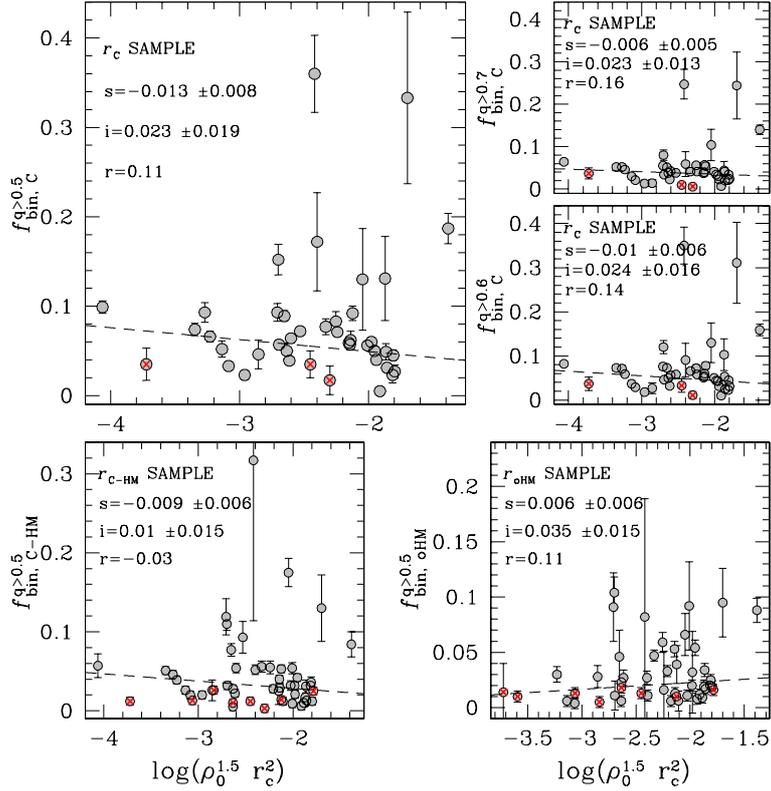 r_C SAMPLE
s=−0.013 ±0.008
i=0.023 ±0.019
r=0.11
f^{q>0.5}_{bin, C}
0.4
0.3
0.2
0.1
0
−4 −3 −2
r_C SAMPLE
s=−0.006 ±0.005
i=0.023 ±0.013
r=0.16
f^{q>0.7}_{bin, C}
0.4
0.3
0.2
0.1
0
r_C SAMPLE
s=−0.01 ±0.006
i=0.024 ±0.016
r=0.14
f^{q>0.6}_{bin, C}
0.4
0.3
0.2
0.1
0
−4 −3 −2
r_{C−HM} SAMPLE
s=−0.009 ±0.006
i=0.01 ±0.015
r=−0.03
f^{q>0.5}_{bin, C−HM}
0.3
0.2
0.1
0
−4 −3 −2
log(ρ_0^{1.5} r_c^2)
r_{oHM} SAMPLE
s=0.006 ±0.006
i=0.035 ±0.015
r=0.11
f^{q>0.5}_{bin, oHM}
0.2
0.15
0.1
0.05
0
−3.5 −3 −2.5 −2 −1.5
log(ρ_0^{1.5} r_c^2)